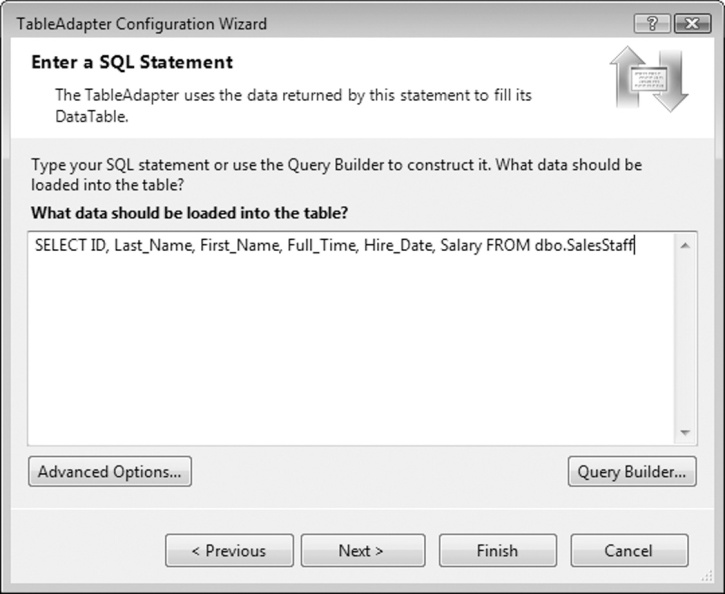 TableAdapter Configuration Wizard
?
Enter a SQL Statement
The TableAdapter uses the data returned by this statement to fill its
DataTable.
Type your SQL statement or use the Query Builder to construct it. What data should be
loaded into the table?
What data should be loaded into the table?
SELECT ID, Last_Name, First_Name, Full_Time, Hire_Date, Salary FROM dbo.SalesStaff
Advanced Options...
Query Builder...
< Previous
Next >
Finish
Cancel